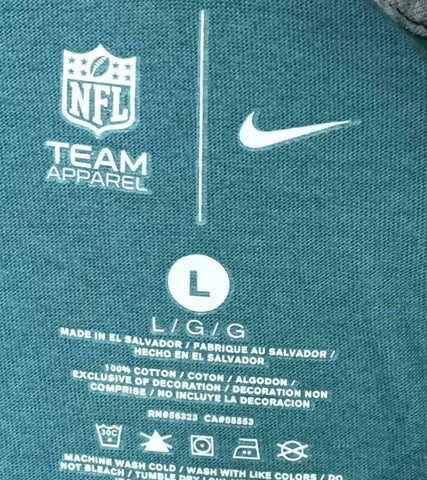 NFL
TEAM
APPAREL
L
L/G/G
MADE IN EL SALVADOR / FABRIQUE AU SALVADOR /
HECHO EN EL SALVADOR
100% COTTON / COTON / ALGODON /
EXCLUSIVE OF DECORATION / DECORATION NON
COMPRISE / NO INCLUYE LA DECORACION
RN#56323 CA#05553
30C
MACHINE WASH COLD / WASH WITH LIKE COLORS / DO
NOT BLEACH / TUMBLE DRY LOW